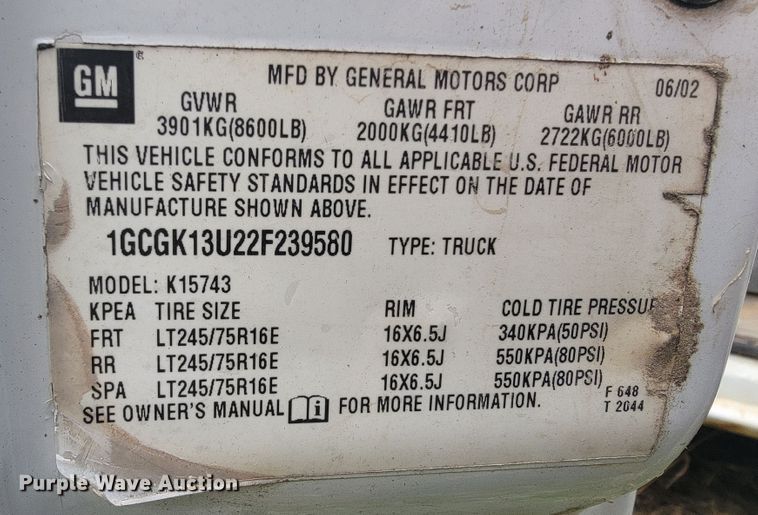 GM
®
MFD BY GENERAL MOTORS CORP 06/02
GVWR GAWR FRT GAWR RR
3901KG(8600LB) 2000KG(4410LB) 2722KG(6000LB)
THIS VEHICLE CONFORMS TO ALL APPLICABLE U.S. FEDERAL MOTOR
VEHICLE SAFETY STANDARDS IN EFFECT ON THE DATE OF
MANUFACTURE SHOWN ABOVE.
1GCGK13U22F239580 TYPE: TRUCK
MODEL: K15743
KPEA TIRE SIZE RIM COLD TIRE PRESSUR
FRT LT245/75R16E 16X6.5J 340KPA(50PSI)
RR LT245/75R16E 16X6.5J 550KPA(80PSI)
SPA LT245/75R16E 16X6.5J 550KPA(80PSI)
SEE OWNER'S MANUAL i FOR MORE INFORMATION.
F 648
T 2044
Purple Wave Auction